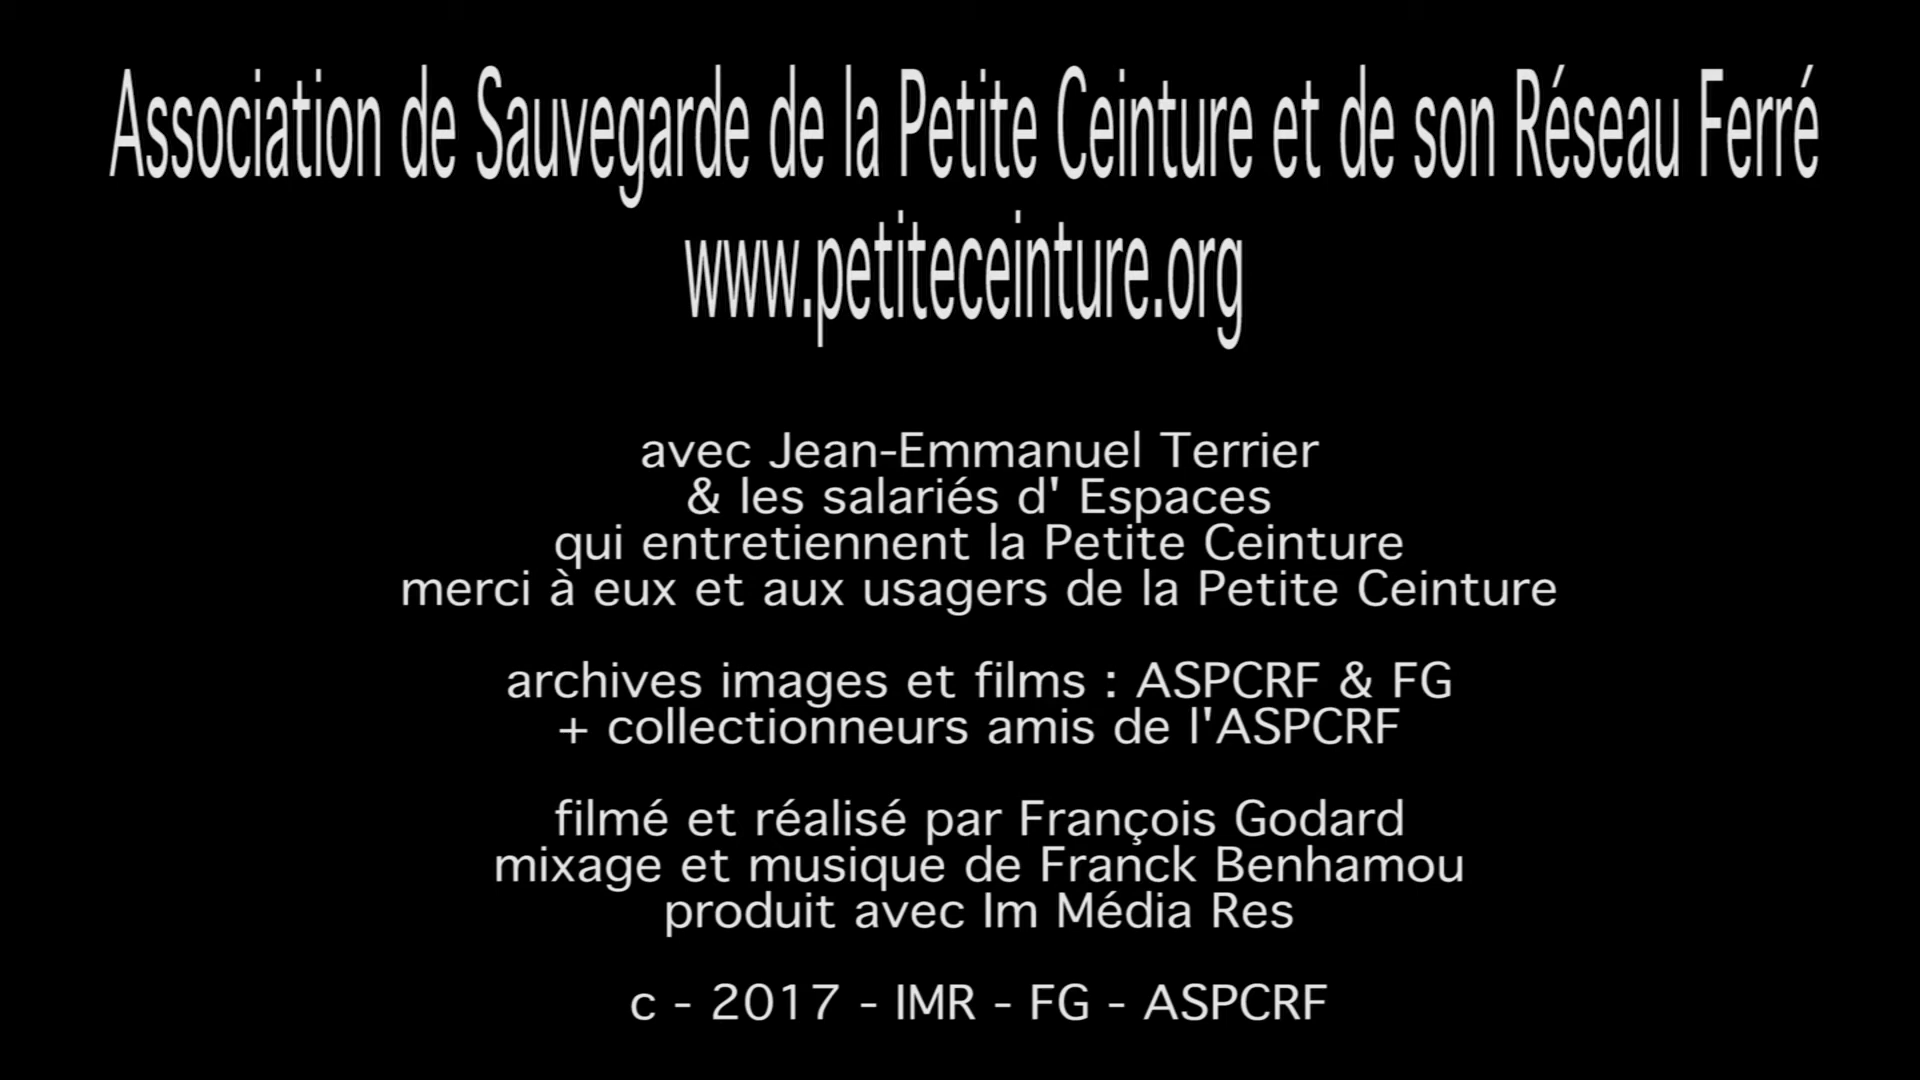 Association de Sauvegarde de la Petite Ceinture et de son Réseau Ferré
www.petiteceinture.org
avec Jean-Emmanuel Terrier
& les salariés d' Espaces
qui entretiennent la Petite Ceinture
merci à eux et aux usagers de la Petite Ceinture
archives images et films : ASPCRF & FG
+ collectionneurs amis de l'ASPCRF
filmé et réalisé par François Godard
mixage et musique de Franck Benhamou
produit avec Im Média Res
c - 2017 - IMR - FG - ASPCRF